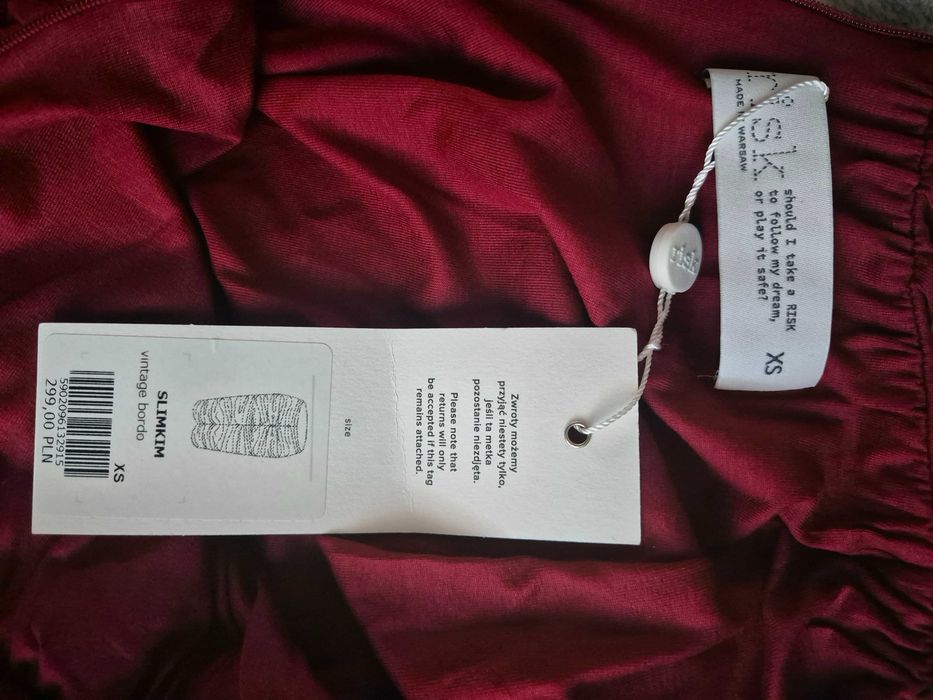 risk
MADE IN WARSAW
should I take a RISK
to follow my dream,
or play it safe?
XS
risk
Zwroty możemy
przyjąć niestety tylko,
jeśli ta metka
pozostanie niezdjęta.
Please note that
returns will only
be accepted if this tag
remains attached.
size
SLIMKIM
vintage bordo
XS
5902096132915
299,00 PLN